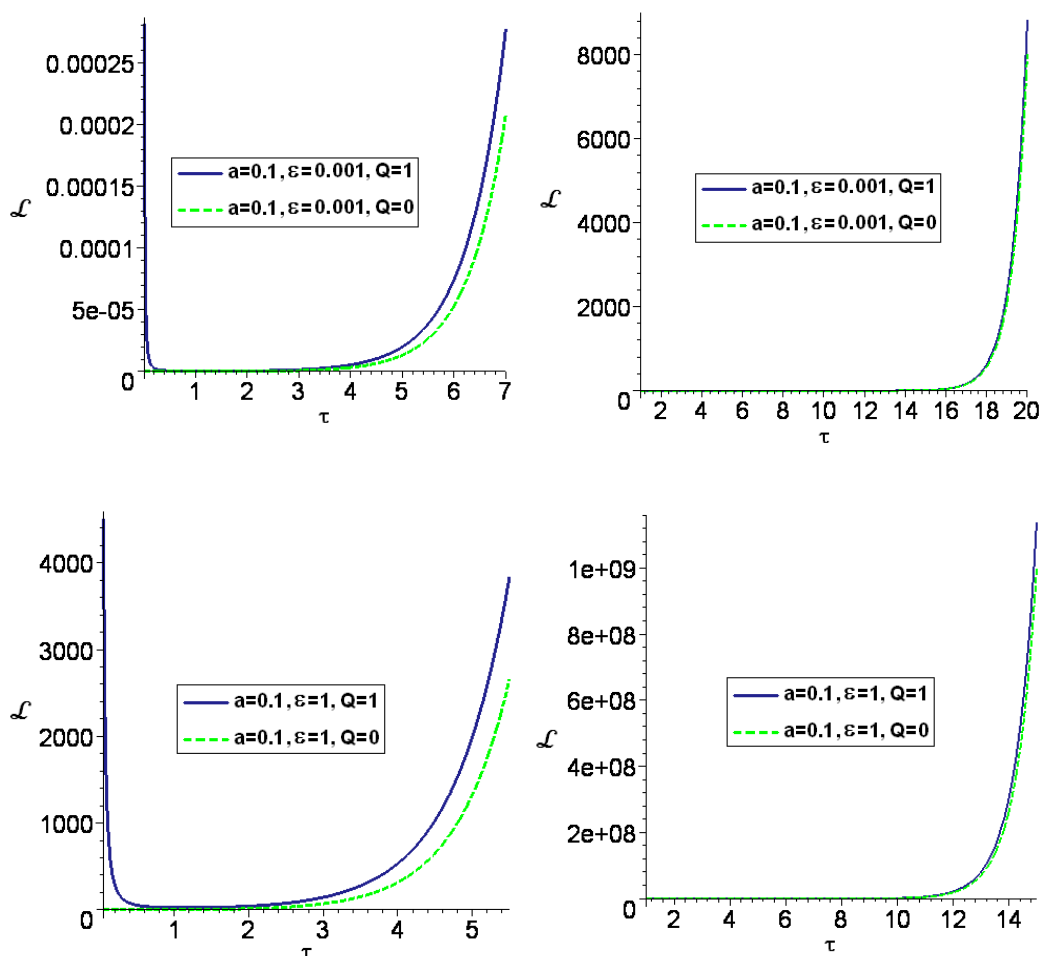 0.00025
0.0002
0.00015
0.0001
5e-05
0
ℒ
a=0.1, ε=0.001, Q=1
a=0.1, ε=0.001, Q=0
1 2 3 4 5 6 7
τ
8000
6000
4000
2000
0
ℒ
a=0.1, ε=0.001, Q=1
a=0.1, ε=0.001, Q=0
2 4 6 8 10 12 14 16 18 20
τ
4000
3000
2000
1000
0
ℒ
a=0.1, ε=1, Q=1
a=0.1, ε=1, Q=0
1 2 3 4 5
τ
1e+09
8e+08
6e+08
4e+08
2e+08
0
ℒ
a=0.1, ε=1, Q=1
a=0.1, ε=1, Q=0
2 4 6 8 10 12 14
τ